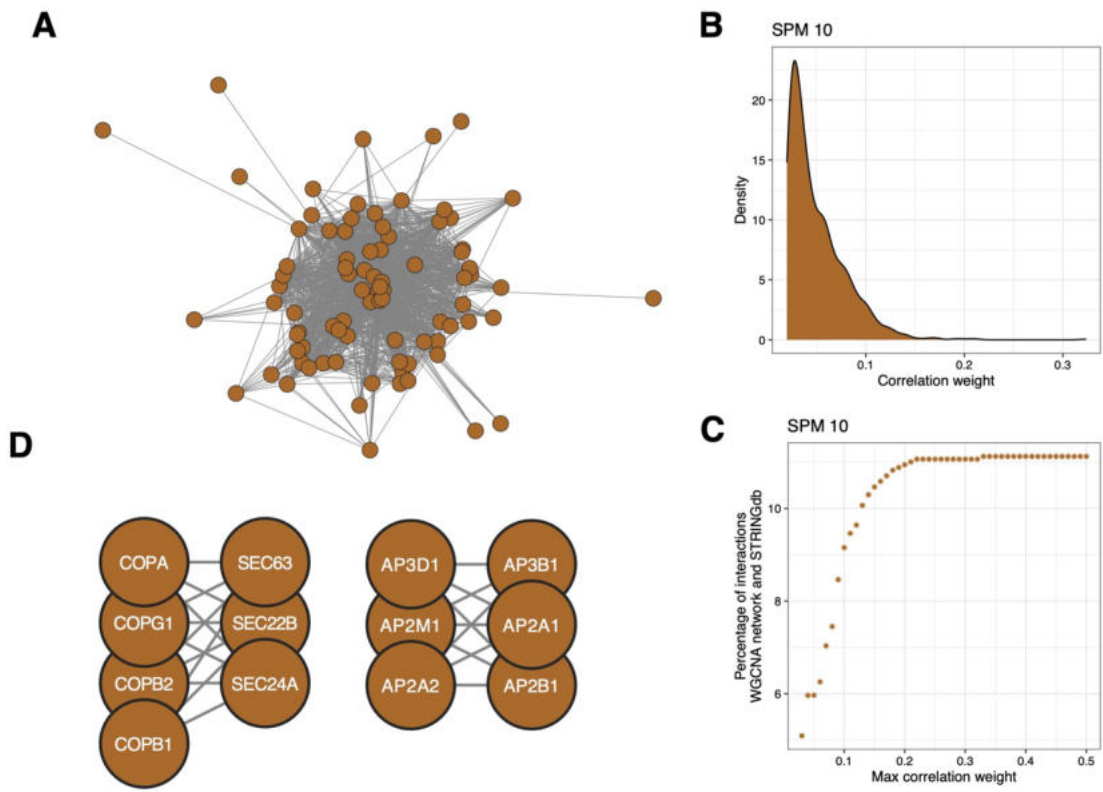 A
B
SPM 10
20
15
10
5
0
Density
0.1
0.2
0.3
Correlation weight
C
SPM 10
10
8
6
Percentage of interactions
WGCNA network and STRINGdb
0.1
0.2
0.3
0.4
0.5
Max correlation weight
D
COPA
SEC63
COPG1
SEC22B
COPB2
SEC24A
COPB1
AP3D1
AP3B1
AP2M1
AP2A1
AP2A2
AP2B1